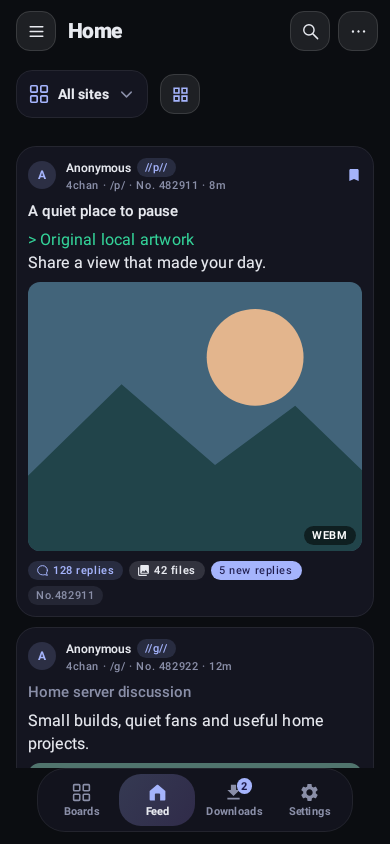 Home
All sites
A
Anonymous //p//
4chan · /p/ · No. 482911 · 8m
A quiet place to pause
> Original local artwork
Share a view that made your day.
WEBM
128 replies 42 files 5 new replies
No.482911
A
Anonymous //g//
4chan · /g/ · No. 482922 · 12m
Home server discussion
Small builds, quiet fans and useful home
projects.
2
Boards Feed Downloads Settings